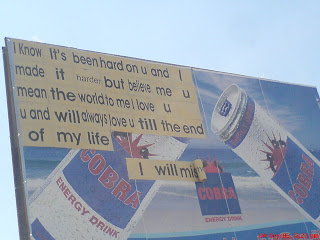 I Know It's been hard on u and I
made it harder but believe me u
mean the world to me I love u
u and will always love u till the end
of my life
I will mis
COBRA
ENERGY DRINK
COBRA
ENERGY DRINK
COBRA